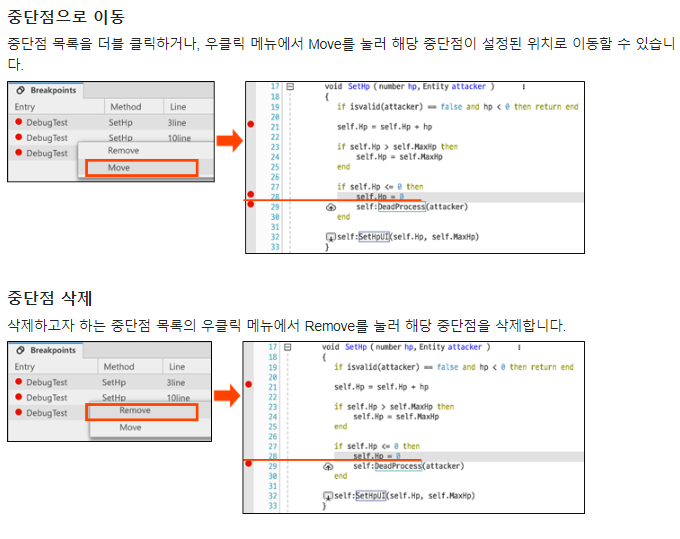 중단점으로 이동
중단점 목록을 더블 클릭하거나, 우클릭 메뉴에서 Move를 눌러 해당 중단점이 설정된 위치로 이동할 수 있습니
다.
Breakpoints
Entry Method Line
DebugTest SetHp 3line
DebugTest SetHp 10line
DebugTest
Remove
Move
17 void SetHp ( number hp, Entity attacker ) :
18 {
19 if isvalid(attacker) == false and hp < 0 then return end
20
21 self.Hp = self.Hp + hp
22
23 if self.Hp > self.MaxHp then
24 self.Hp = self.MaxHp
25 end
26
27 if self.Hp <= 0 then
28 self.Hp = 0
29 self:DeadProcess(attacker)
30 end
31
32 self:SetHpUI(self.Hp, self.MaxHp)
33 }
중단점 삭제
삭제하고자 하는 중단점 목록의 우클릭 메뉴에서 Remove를 눌러 해당 중단점을 삭제합니다.
Breakpoints
Entry Method Line
DebugTest SetHp 3line
DebugTest SetHp 10line
DebugTest
Remove
Move
17 void SetHp ( number hp, Entity attacker ) :
18 {
19 if isvalid(attacker) == false and hp < 0 then return end
20
21 self.Hp = self.Hp + hp
22
23 if self.Hp > self.MaxHp then
24 self.Hp = self.MaxHp
25 end
26
27 if self.Hp <= 0 then
28 self.Hp = 0
29 self:DeadProcess(attacker)
30 end
31
32 self:SetHpUI(self.Hp, self.MaxHp)
33 }